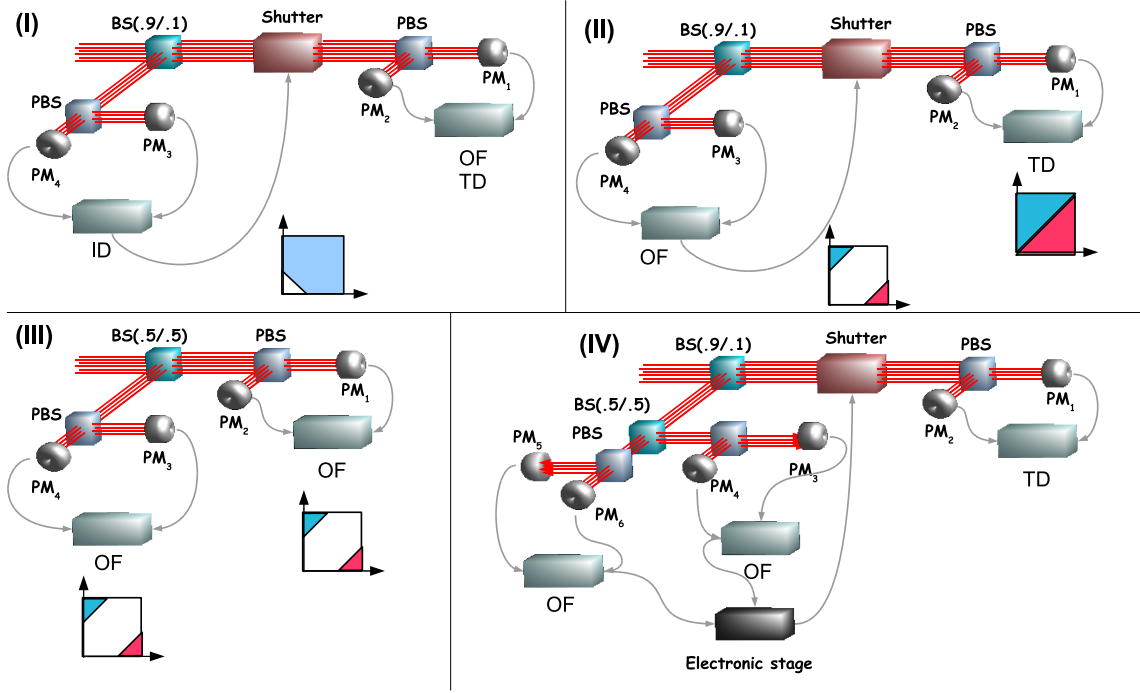 (I)
BS(.9/.1)
Shutter
PBS
PM1
PM2
PBS
PM3
PM4
OF
TD
ID
(II)
BS(.9/.1)
Shutter
PBS
PM1
PM2
PBS
PM3
PM4
TD
OF
(III)
BS(.5/.5)
PBS
PM1
PM2
PBS
PM3
PM4
OF
OF
(IV)
BS(.9/.1)
Shutter
PBS
PM1
PM2
BS(.5/.5)
PBS
PM5
PM3
PM4
PM6
TD
OF
OF
Electronic stage